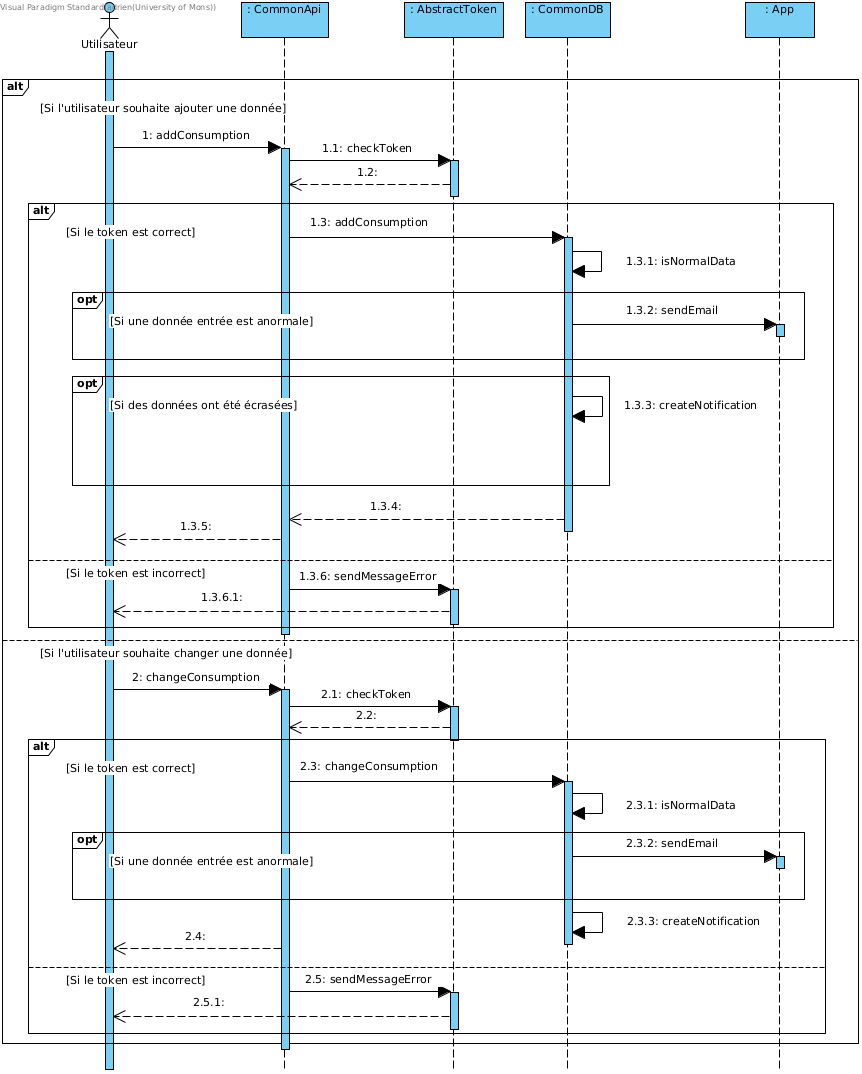 Visual Paradigm Standard (University of Mons))
Utilisateur
: CommonApi
: AbstractToken
: CommonDB
: App
alt
[Si l'utilisateur souhaite ajouter une donnée]
1: addConsumption
1.1: checkToken
1.2:
alt
[Si le token est correct]
1.3: addConsumption
1.3.1: isNormalData
opt
[Si une donnée entrée est anormale]
1.3.2: sendEmail
opt
[Si des données ont été écrasées]
1.3.3: createNotification
1.3.4:
1.3.5:
[Si le token est incorrect]
1.3.6: sendMessageError
1.3.6.1:
[Si l'utilisateur souhaite changer une donnée]
2: changeConsumption
2.1: checkToken
2.2:
alt
[Si le token est correct]
2.3: changeConsumption
2.3.1: isNormalData
opt
[Si une donnée entrée est anormale]
2.3.2: sendEmail
2.3.3: createNotification
2.4:
[Si le token est incorrect]
2.5: sendMessageError
2.5.1: